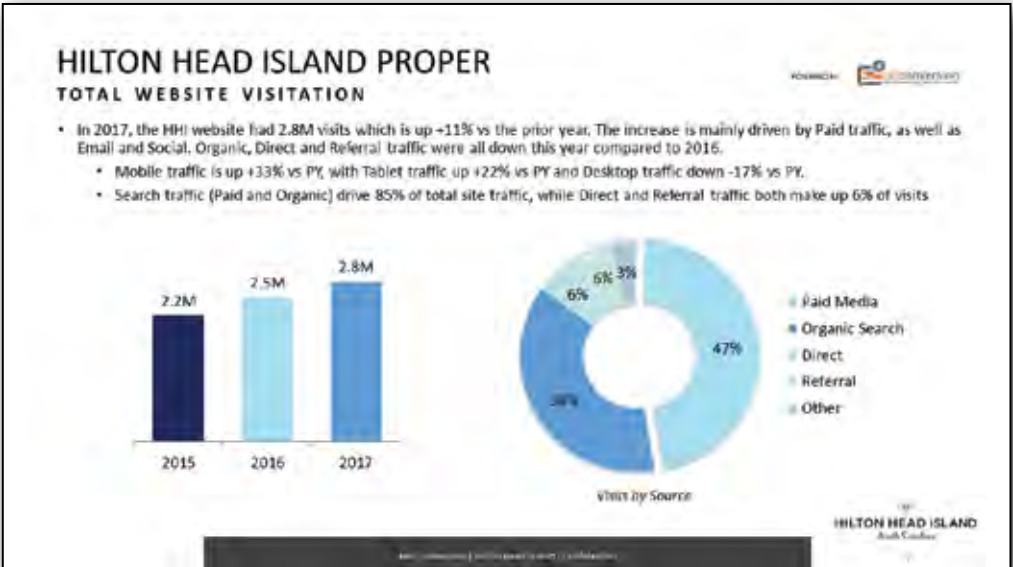 HILTON HEAD ISLAND PROPER
TOTAL WEBSITE VISITATION
• In 2017, the HHI website had 2.8M visits which is up +11% vs the prior year. The increase is mainly driven by Paid traffic, as well as
Email and Social. Organic, Direct and Referral traffic were all down this year compared to 2016.
• Mobile traffic is up +33% vs PY, with Tablet traffic up +22% vs PY and Desktop traffic down -17% vs PY.
• Search traffic (Paid and Organic) drive 85% of total site traffic, while Direct and Referral traffic both make up 6% of visits
2.2M
2.5M
2.8M
2015
2016
2017
3%
6%
6%
47%
38%
Paid Media
Organic Search
Direct
Referral
Other
Visits by Source
HILTON HEAD ISLAND
South Carolina